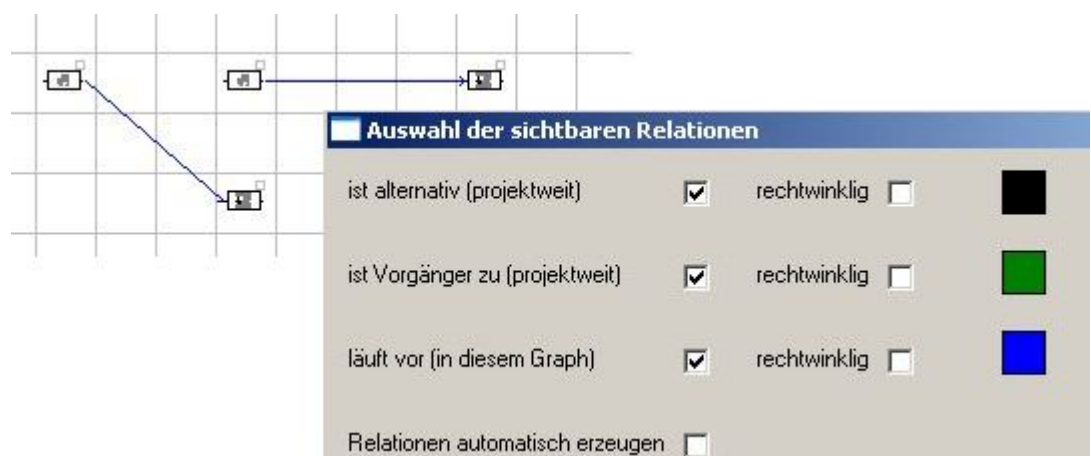 Auswahl der sichtbaren Relationen
ist alternativ (projektweit) rechtwinklig
ist Vorgänger zu (projektweit) rechtwinklig
läuft vor (in diesem Graph) rechtwinklig
Relationen automatisch erzeugen